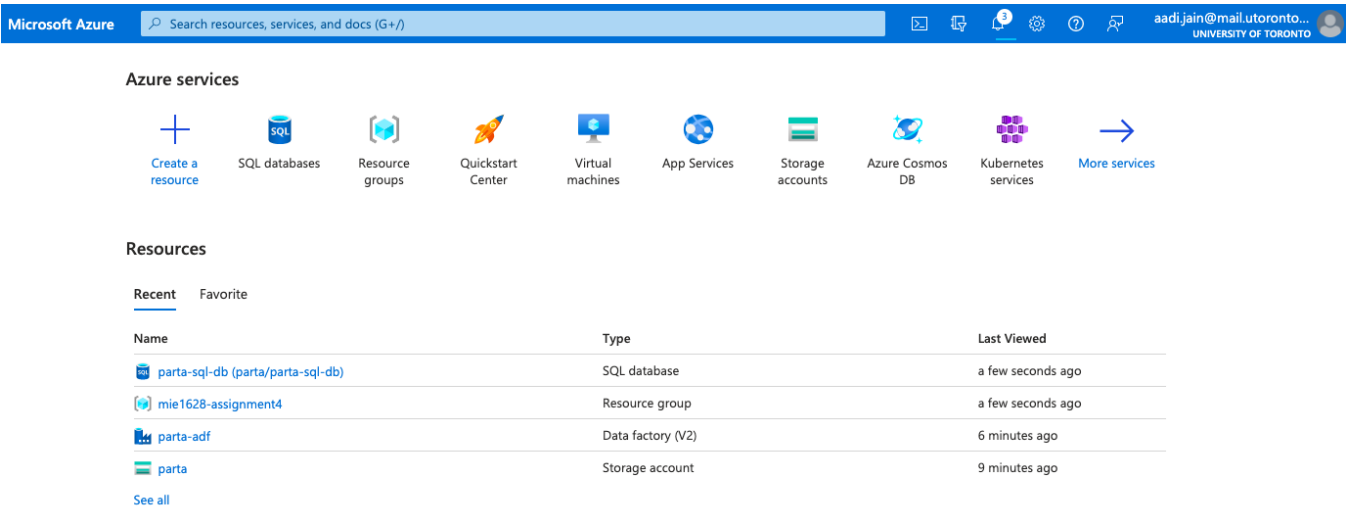 Microsoft Azure
Search resources, services, and docs (G+/)
3
aadi.jain@mail.utoronto...
UNIVERSITY OF TORONTO
Azure services
Create a resource
SQL
SQL databases
Resource groups
Quickstart Center
Virtual machines
App Services
Storage accounts
Azure Cosmos DB
Kubernetes services
More services
Resources
Recent Favorite
Name Type Last Viewed
SQL parta-sql-db (parta/parta-sql-db) SQL database a few seconds ago
mie1628-assignment4 Resource group a few seconds ago
parta-adf Data factory (V2) 6 minutes ago
parta Storage account 9 minutes ago
See all